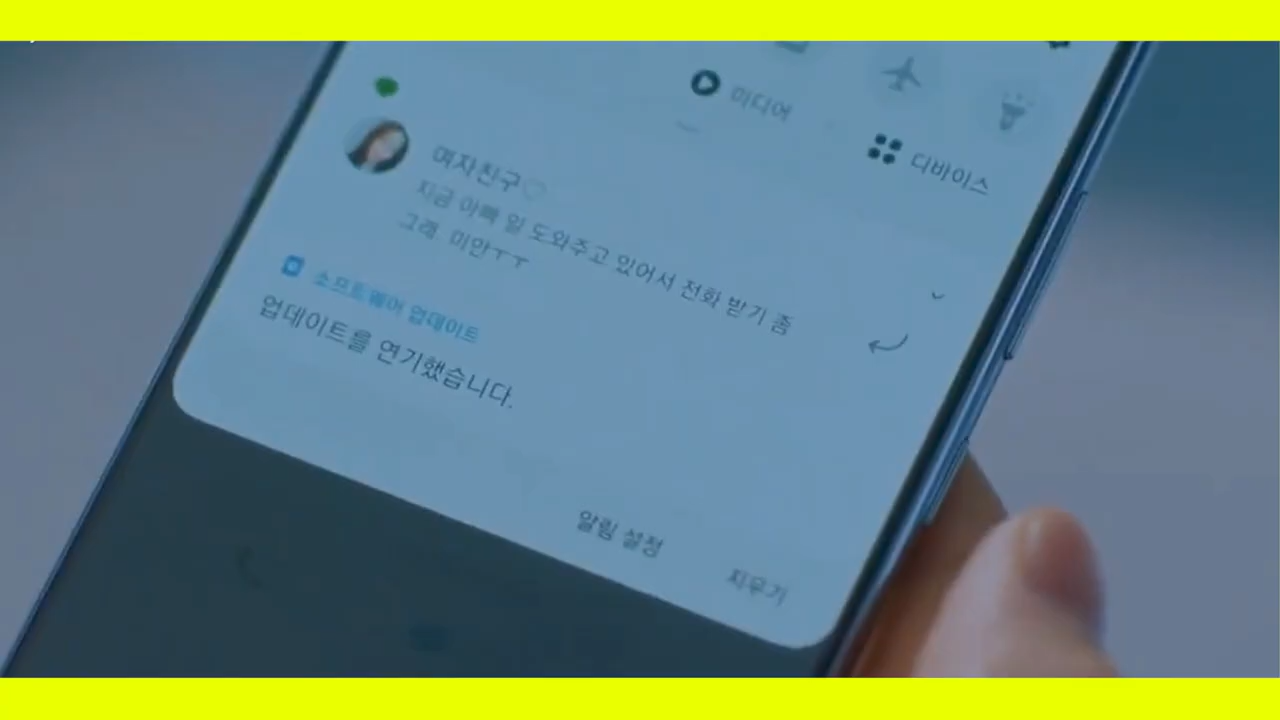 미디어
디바이스
여자친구♡
지금 아빠 일 도와주고 있어서 전화 받기 좀
그래 미안ㅜㅜ
소프트웨어 업데이트
업데이트를 연기했습니다.
알림 설정
지우기